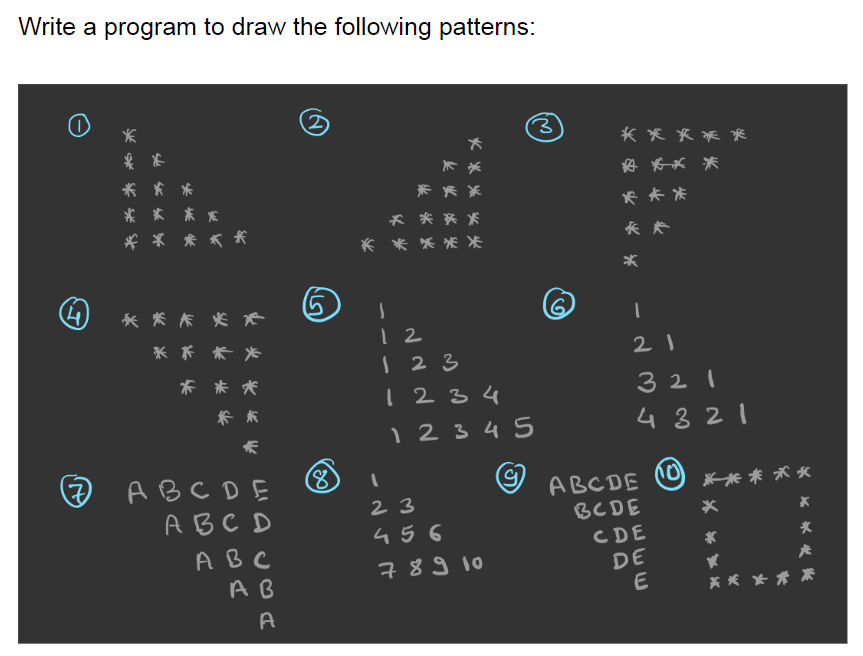 Write a program to draw the following patterns:
①
*
* *
* * *
* * * *
* * * * *
②
*
* *
* * *
* * * *
* * * * *
③
* * * * *
* * * *
* * *
* *
*
④
* * * * *
* * * *
* * *
* *
*
⑤
1
1 2
1 2 3
1 2 3 4
1 2 3 4 5
⑥
1
2 1
3 2 1
4 3 2 1
⑦
A B C D E
A B C D
A B C
A B
A
⑧
1
2 3
4 5 6
7 8 9 10
⑨
ABCDE
BCDE
CDE
DE
E
⑩
* * * * *
* *
* *
* *
* * * * *